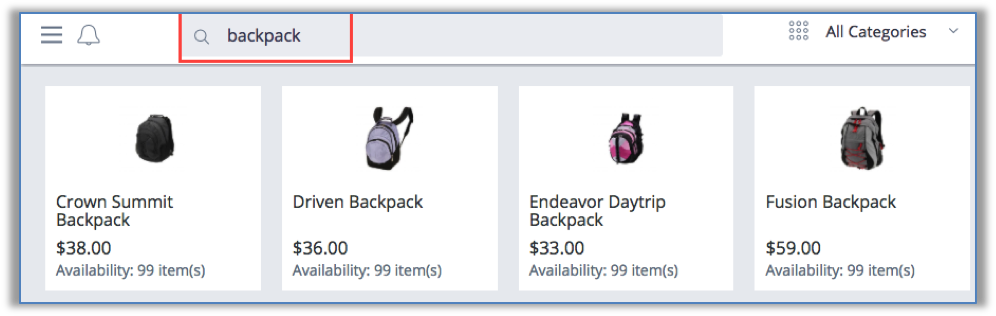 backpack
All Categories
Crown Summit
Backpack
$38.00
Availability: 99 item(s)
Driven Backpack
$36.00
Availability: 99 item(s)
Endeavor Daytrip
Backpack
$33.00
Availability: 99 item(s)
Fusion Backpack
$59.00
Availability: 99 item(s)